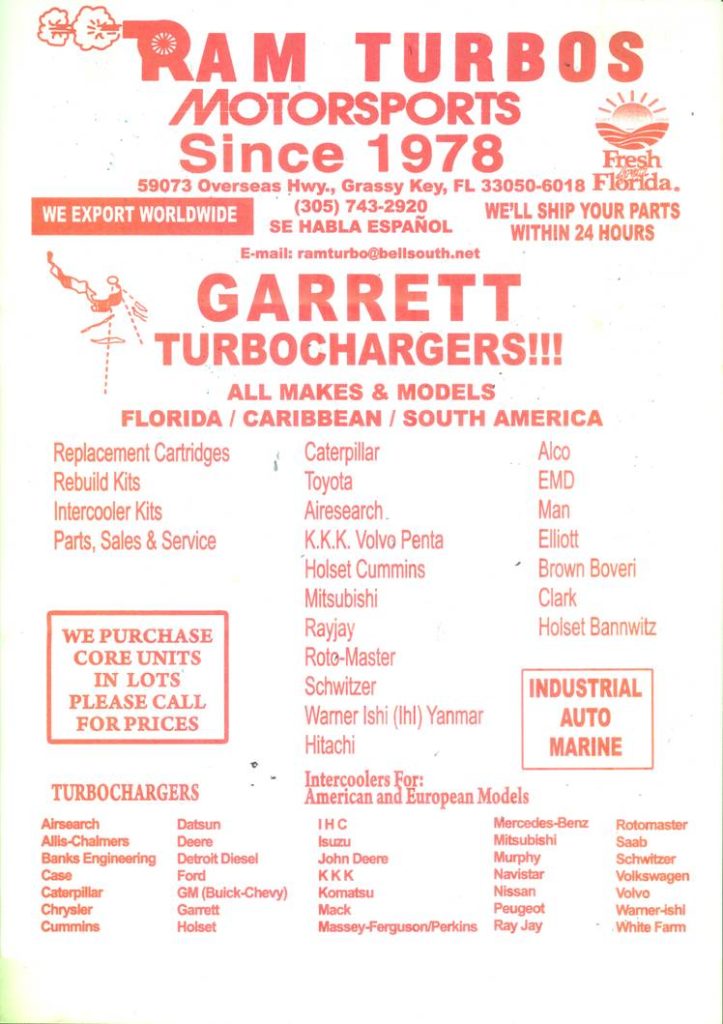 RAM TURBOS
MOTORSPORTS
Since 1978
Fresh
Florida.
59073 Overseas Hwy., Grassy Key, FL 33050-6018
(305) 743-2920
SE HABLA ESPAÑOL
WE EXPORT WORLDWIDE
WE'LL SHIP YOUR PARTS
WITHIN 24 HOURS
E-mail: ramturbo@bellsouth.net
GARRETT
TURBOCHARGERS!!!
ALL MAKES & MODELS
FLORIDA / CARIBBEAN / SOUTH AMERICA
Replacement Cartridges
Rebuild Kits
Intercooler Kits
Parts, Sales & Service
Caterpillar
Toyota
Airesearch
K.K.K. Volvo Penta
Holset Cummins
Mitsubishi
Rayjay
Roto-Master
Schwitzer
Warner Ishi (IhI) Yanmar
Hitachi
Alco
EMD
Man
Elliott
Brown Boveri
Clark
Holset Bannwitz
WE PURCHASE
CORE UNITS
IN LOTS
PLEASE CALL
FOR PRICES
INDUSTRIAL
AUTO
MARINE
TURBOCHARGERS
Intercoolers For:
American and European Models
Airsearch
Allis-Chalmers
Banks Engineering
Case
Caterpillar
Chrysler
Cummins
Datsun
Deere
Detroit Diesel
Ford
GM (Buick-Chevy)
Garrett
Holset
I H C
Isuzu
John Deere
K K K
Komatsu
Mack
Massey-Ferguson/Perkins
Mercedes-Benz
Mitsubishi
Murphy
Navistar
Nissan
Peugeot
Ray Jay
Rotomaster
Saab
Schwitzer
Volkswagen
Volvo
Warner-ishi
White Farm